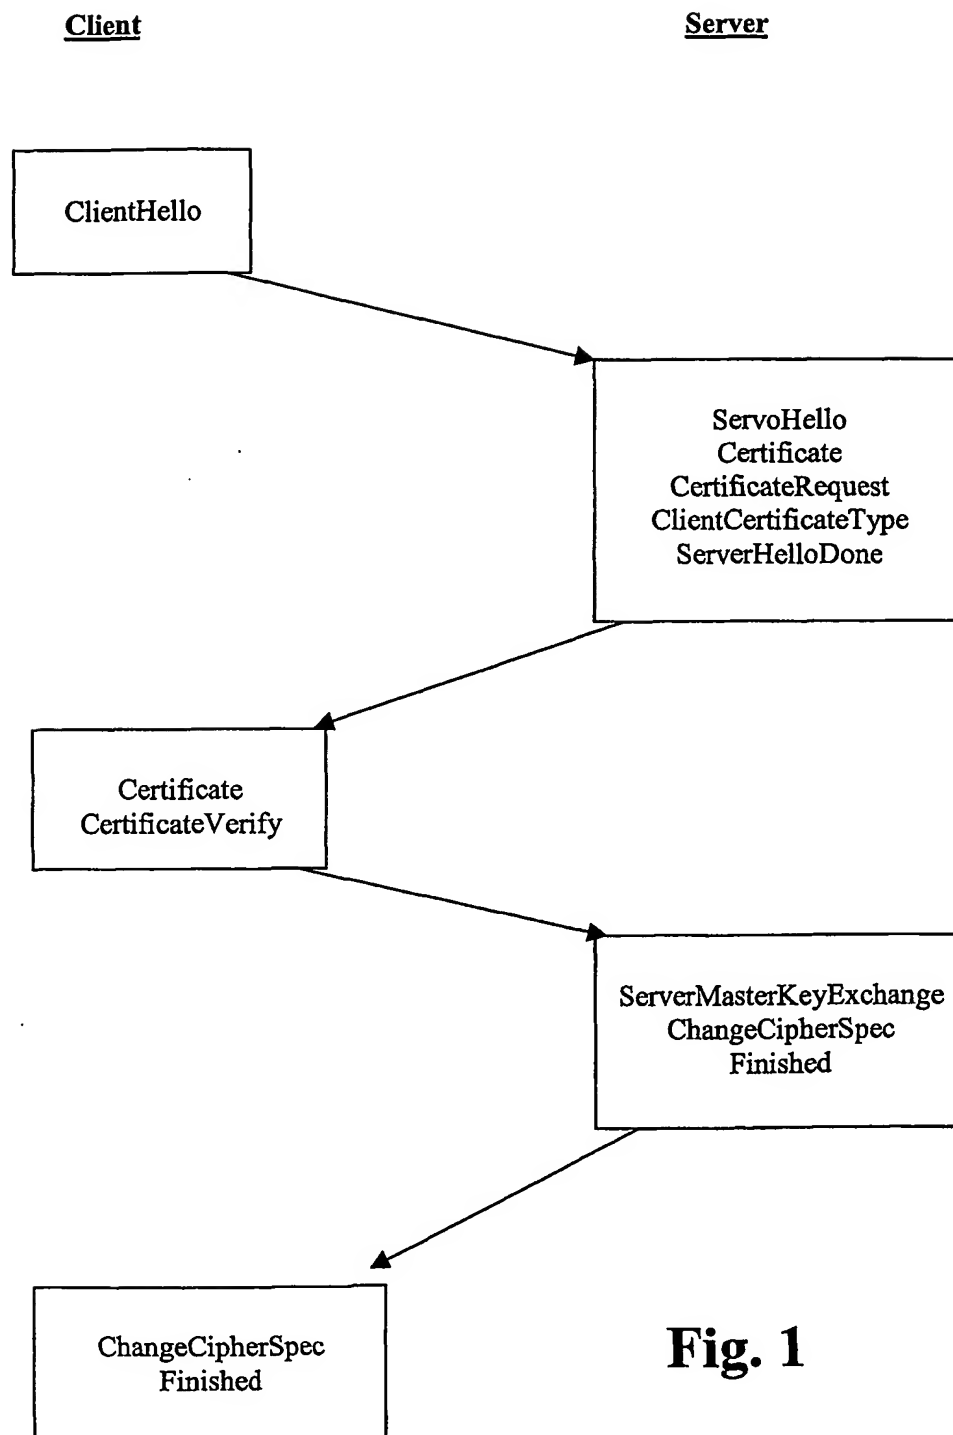 Client
Server
ClientHello
ServoHello
Certificate
CertificateRequest
ClientCertificateType
ServerHelloDone
Certificate
CertificateVerify
ServerMasterKeyExchange
ChangeCipherSpec
Finished
ChangeCipherSpec
Finished
Fig. 1